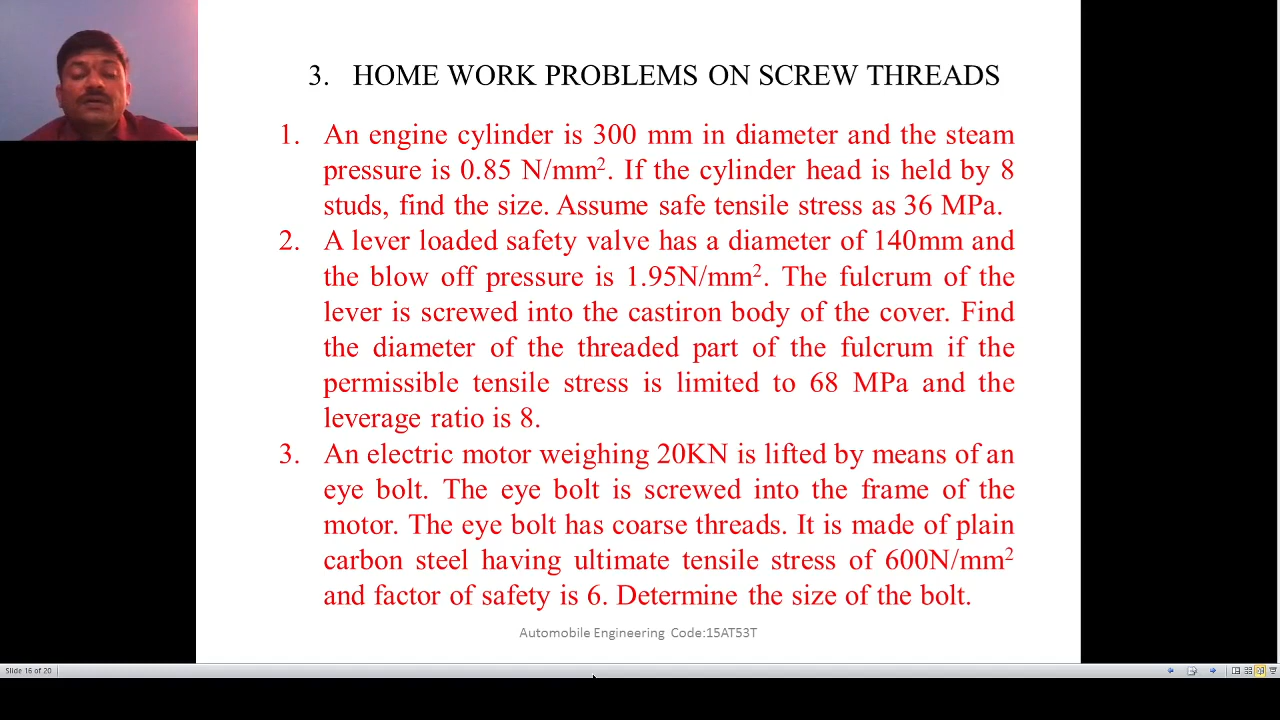 3. HOME WORK PROBLEMS ON SCREW THREADS
1. An engine cylinder is 300 mm in diameter and the steam
pressure is 0.85 N/mm². If the cylinder head is held by 8
studs, find the size. Assume safe tensile stress as 36 MPa.
2. A lever loaded safety valve has a diameter of 140mm and
the blow off pressure is 1.95N/mm². The fulcrum of the
lever is screwed into the castiron body of the cover. Find
the diameter of the threaded part of the fulcrum if the
permissible tensile stress is limited to 68 MPa and the
leverage ratio is 8.
3. An electric motor weighing 20KN is lifted by means of an
eye bolt. The eye bolt is screwed into the frame of the
motor. The eye bolt has coarse threads. It is made of plain
carbon steel having ultimate tensile stress of 600N/mm²
and factor of safety is 6. Determine the size of the bolt.
Automobile Engineering Code:15AT53T
Slide 16 of 20